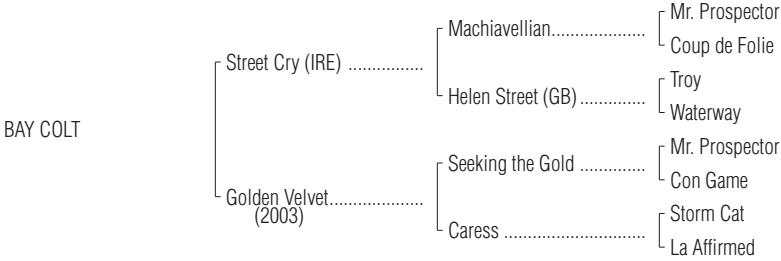 Mr. Prospector
Machiavellian....................
Coup de Folie
Street Cry (IRE) ................
Troy
Helen Street (GB)..............
Waterway
BAY COLT
Mr. Prospector
Seeking the Gold ..............
Con Game
Golden Velvet....................
(2003)
Storm Cat
Caress ..............................
La Affirmed